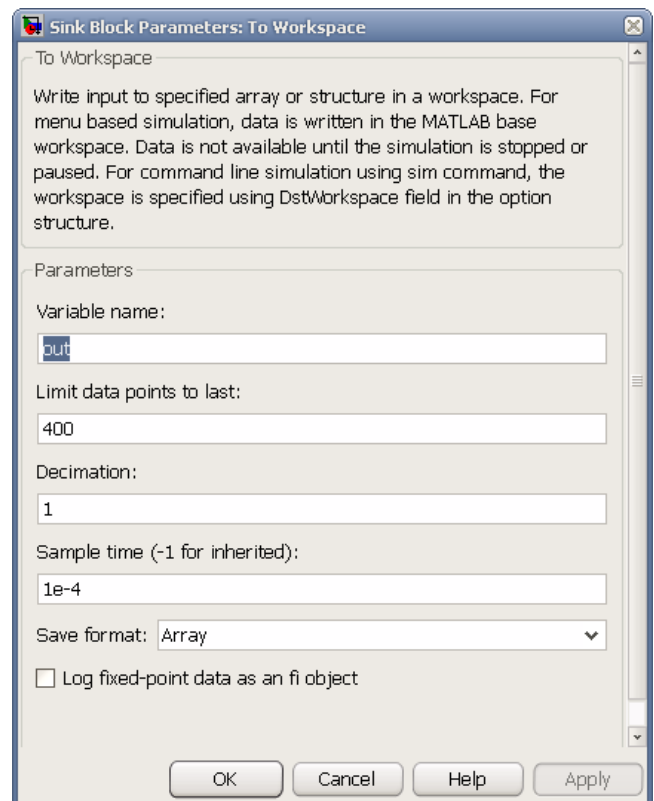 Sink Block Parameters: To Workspace
To Workspace
Write input to specified array or structure in a workspace. For
menu based simulation, data is written in the MATLAB base
workspace. Data is not available until the simulation is stopped or
paused. For command line simulation using sim command, the
workspace is specified using DstWorkspace field in the option
structure.
Parameters
Variable name:
out
Limit data points to last:
400
Decimation:
1
Sample time (-1 for inherited):
1e-4
Save format: Array
Log fixed-point data as an fi object
OK Cancel Help Apply